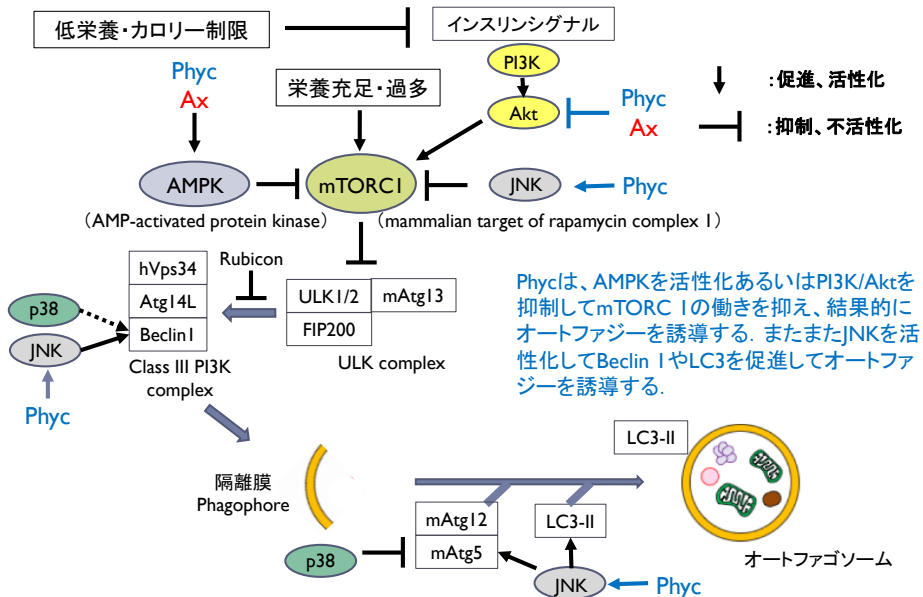 低栄養・カロリー制限
インスリンシグナル
PI3K
Akt
Phyc
Ax
栄養充足・過多
Phyc
Ax
:促進、活性化
:抑制、不活性化
AMPK
mTORC1
JNK
Phyc
(AMP-activated protein kinase)
(mammalian target of rapamycin complex 1)
hVps34
Atg14L
Beclin1
Rubicon
ULK1/2
mAtg13
FIP200
ULK complex
p38
JNK
Class III PI3K
complex
Phyc
Phycは、AMPKを活性化あるいはPI3K/Aktを
抑制してmTORC 1の働きを抑え、結果的に
オートファジーを誘導する. またまたJNKを活
性化してBeclin 1やLC3を促進してオートファ
ジーを誘導する.
LC3-II
隔離膜
Phagophore
mAtg12
mAtg5
LC3-II
p38
JNK
Phyc
オートファゴソーム